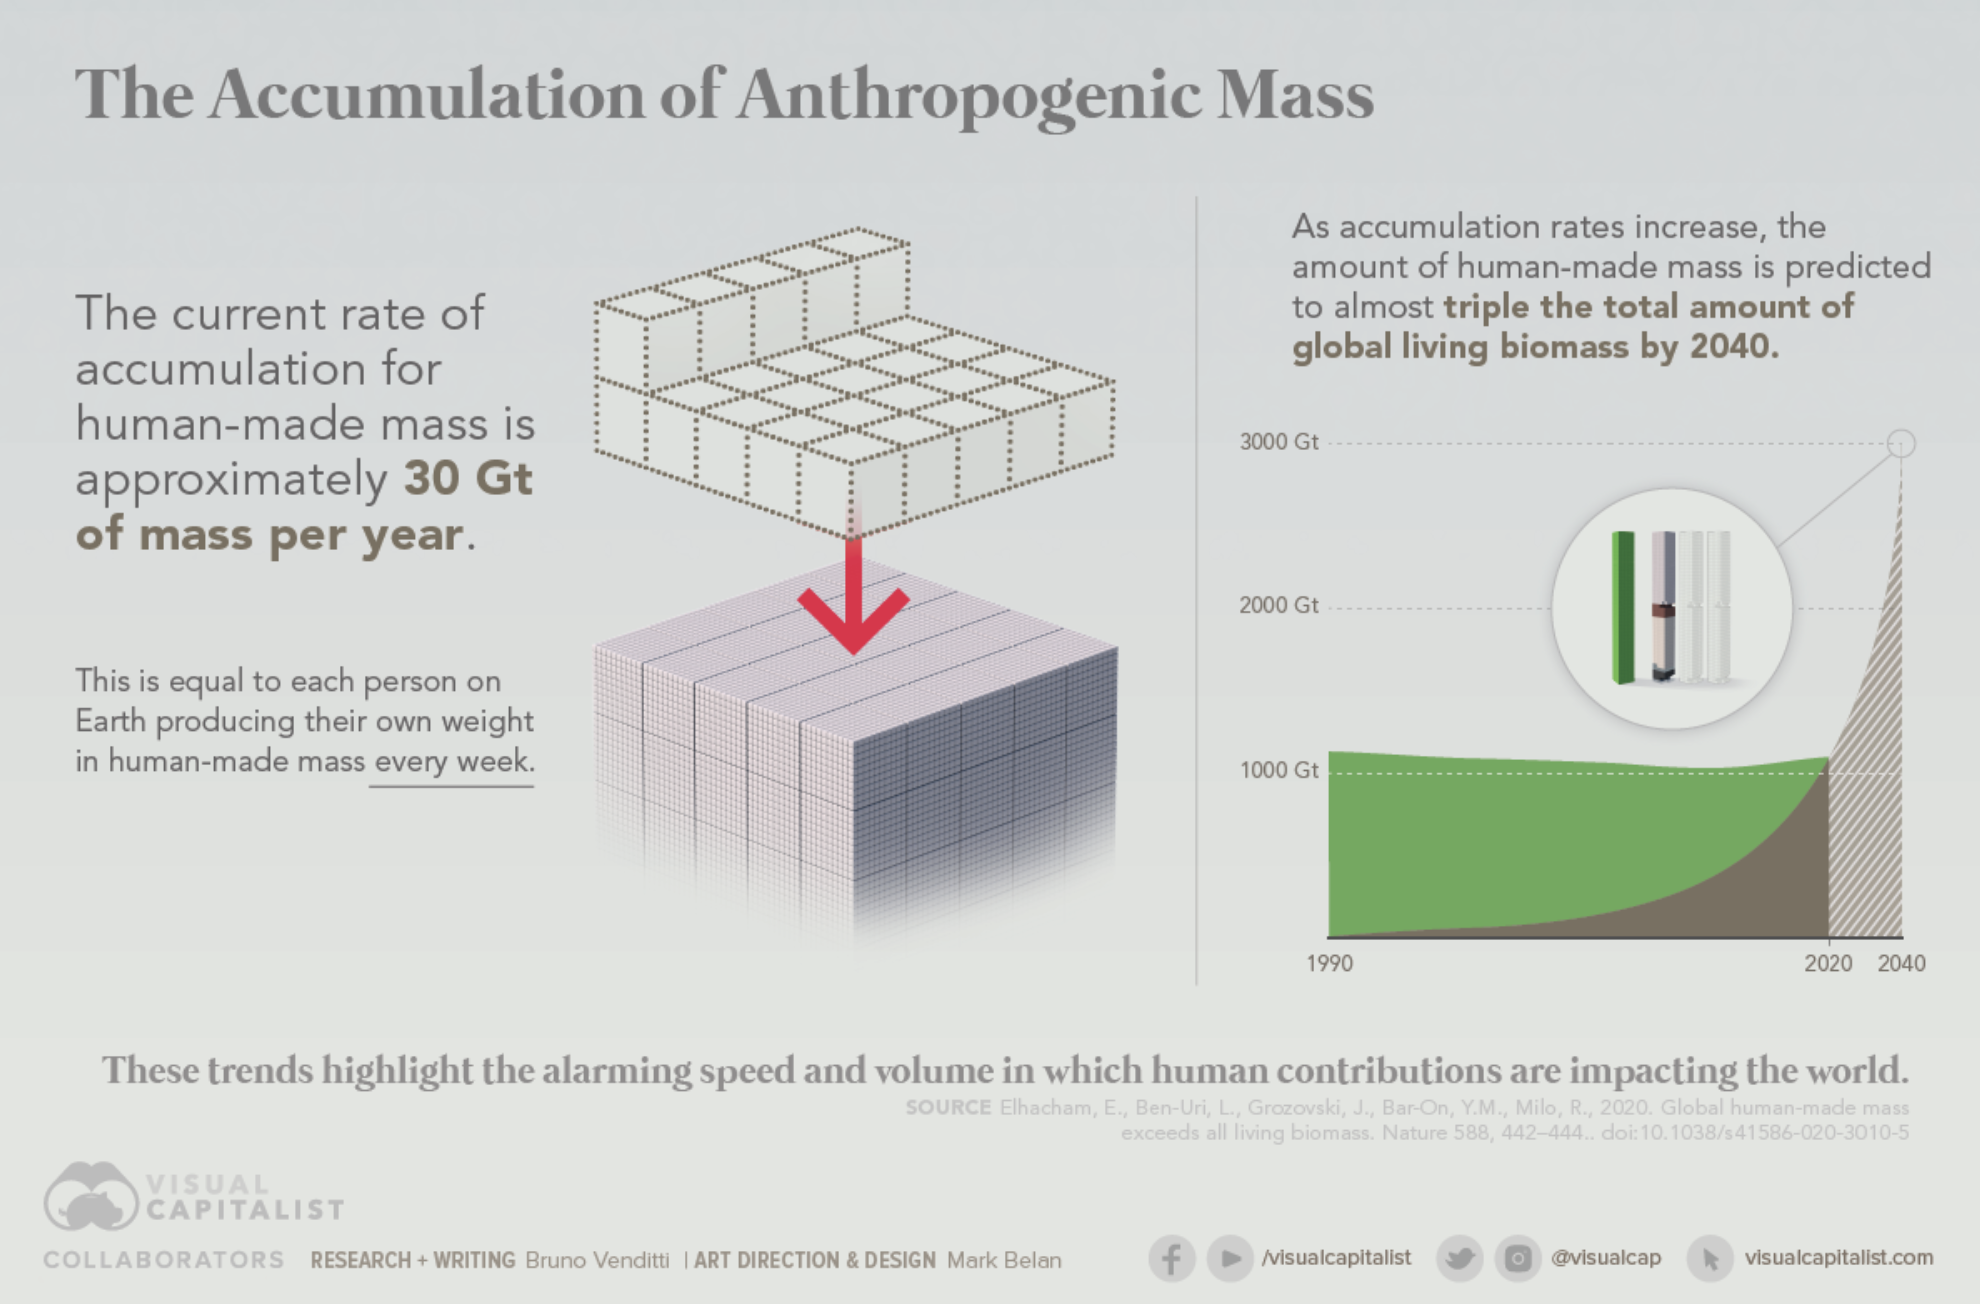 The Accumulation of Anthropogenic Mass
The current rate of
accumulation for
human-made mass is
approximately 30 Gt
of mass per year.
This is equal to each person on
Earth producing their own weight
in human-made mass every week.
As accumulation rates increase, the
amount of human-made mass is predicted
to almost triple the total amount of
global living biomass by 2040.
3000 Gt
2000 Gt
1000 Gt
1990 2020 2040
These trends highlight the alarming speed and volume in which human contributions are impacting the world.
SOURCE Elhacham, E., Ben-Uri, L., Grozovski, J., Bar-On, Y.M., Milo, R., 2020. Global human-made mass
exceeds all living biomass. Nature 588, 442–444.. doi:10.1038/s41586-020-3010-5
VISUAL
CAPITALIST
COLLABORATORS RESEARCH + WRITING Bruno Venditti | ART DIRECTION & DESIGN Mark Belan /visualcapitalist @visualcap visualcapitalist.com